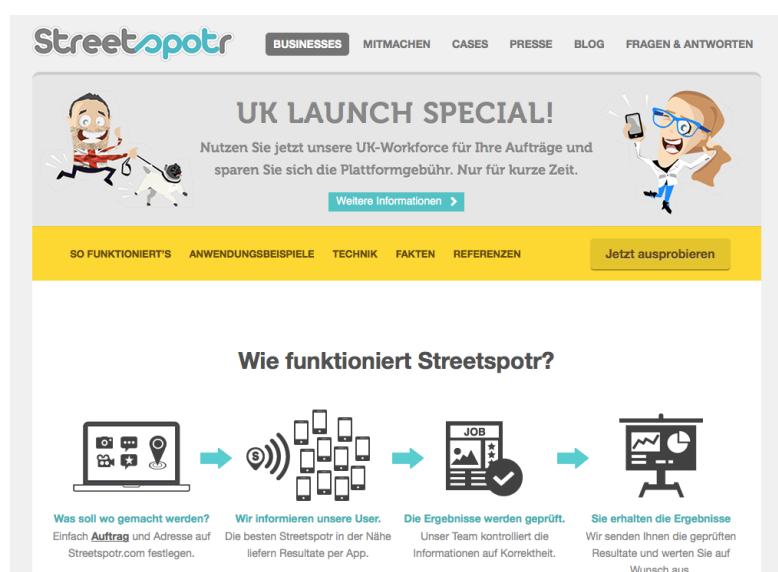 Streetspotr
BUSINESSES MITMACHEN CASES PRESSE BLOG FRAGEN & ANTWORTEN
UK LAUNCH SPECIAL!
Nutzen Sie jetzt unsere UK-Workforce für Ihre Aufträge und
sparen Sie sich die Plattformgebühr. Nur für kurze Zeit.
Weitere Informationen
SO FUNKTIONIERT'S ANWENDUNGSBEISPIELE TECHNIK FAKTEN REFERENZEN Jetzt ausprobieren
Wie funktioniert Streetspotr?
$
JOB
Was soll wo gemacht werden?
Einfach Auftrag und Adresse auf
Streetspotr.com festlegen.
Wir informieren unsere User.
Die besten Streetspotr in der Nähe
liefern Resultate per App.
Die Ergebnisse werden geprüft.
Unser Team kontrolliert die
Informationen auf Korrektheit.
Sie erhalten die Ergebnisse
Wir senden Ihnen die geprüften
Resultate und werten Sie auf
Wunsch aus